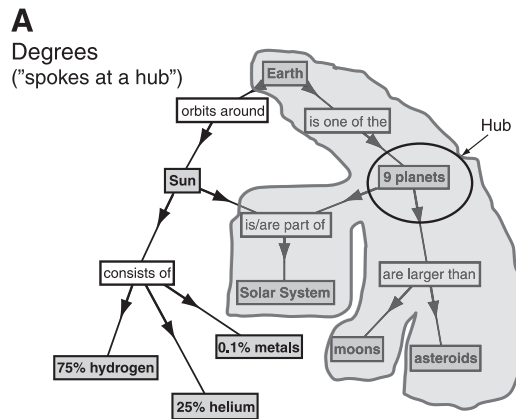 A
Degrees
("spokes at a hub")
Earth
orbits around
is one of the
Hub
Sun
9 planets
is/are part of
consists of
Solar System
are larger than
0.1% metals
moons
asteroids
75% hydrogen
25% helium